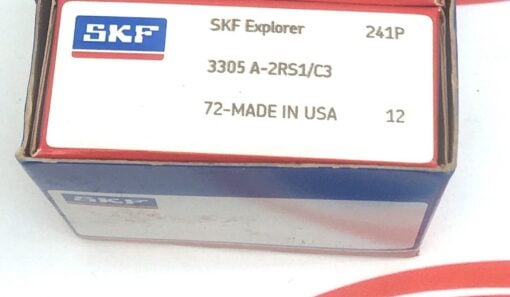 SKF
SKF Explorer 241P
3305 A-2RS1/C3
72-MADE IN USA 12
SKF